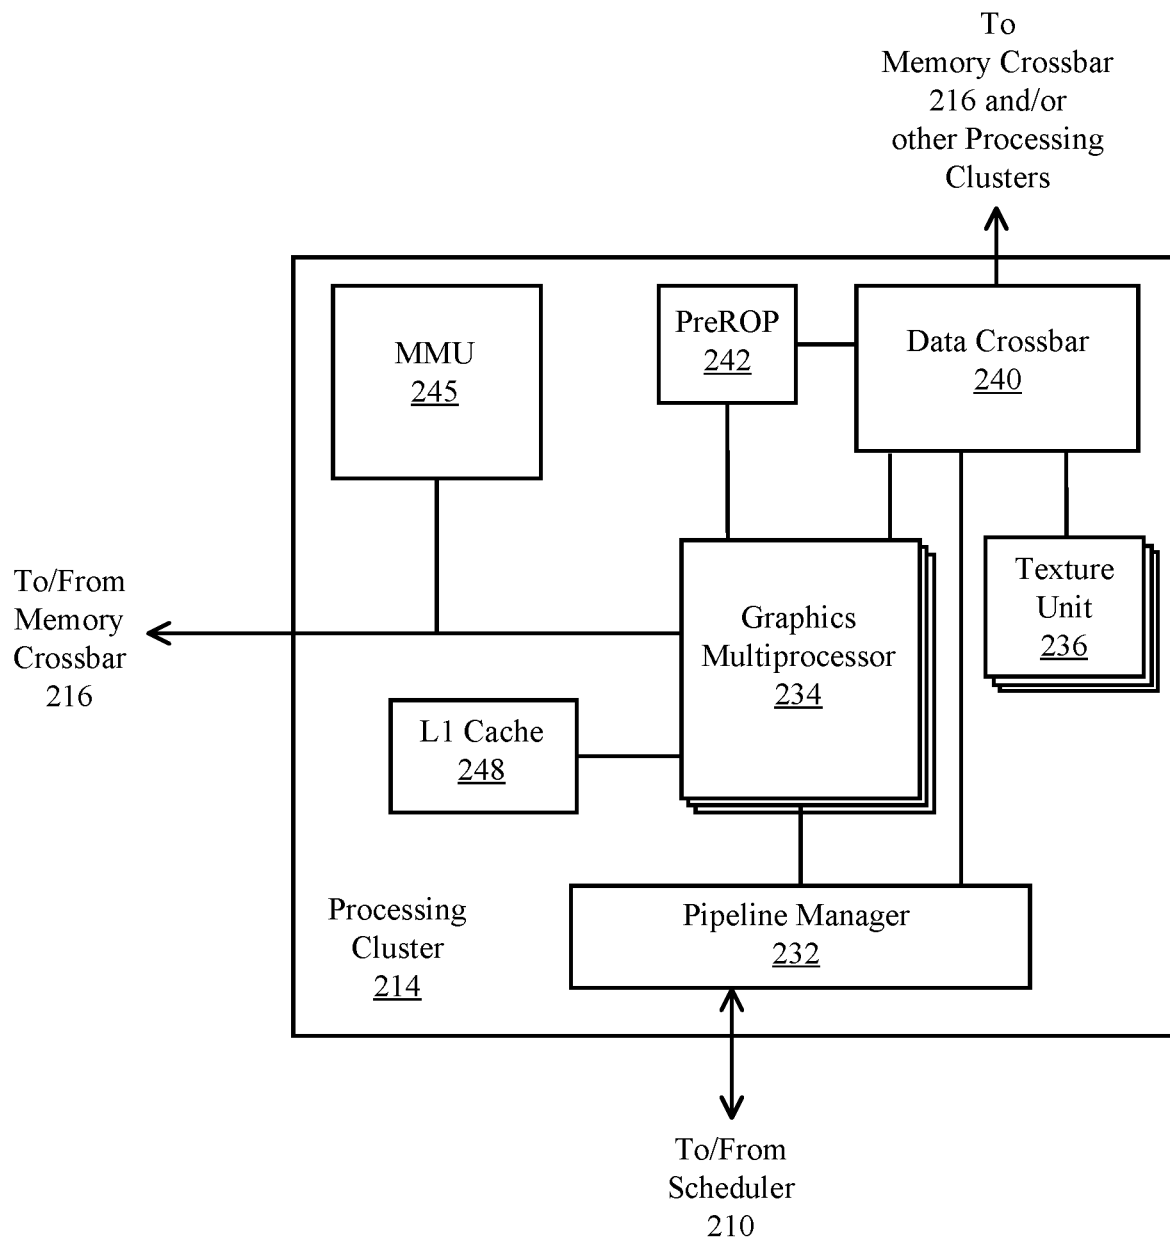 To
Memory Crossbar
216 and/or
other Processing
Clusters
MMU
245
PreROP
242
Data Crossbar
240
To/From
Memory
Crossbar
216
Graphics
Multiprocessor
234
Texture
Unit
236
L1 Cache
248
Processing
Cluster
214
Pipeline Manager
232
To/From
Scheduler
210